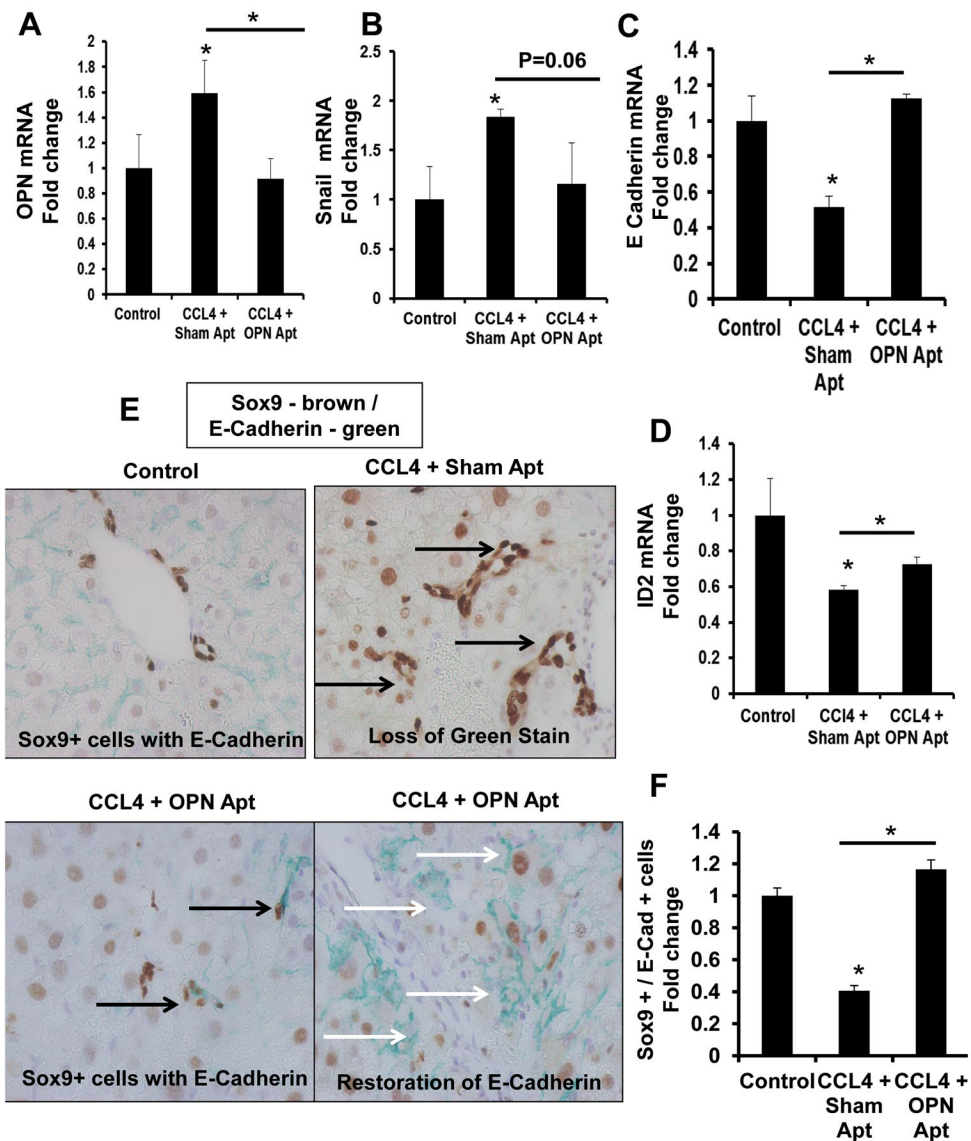 A
OPN mRNA
Fold change
2
1.8
1.6
1.4
1.2
1
0.8
0.6
0.4
0.2
0
*
*
Control
CCL4 +
Sham Apt
CCL4 +
OPN Apt
B
Snail mRNA
Fold change
2.5
2
1.5
1
0.5
0
*
P=0.06
Control
CCL4 +
Sham Apt
CCL4 +
OPN Apt
C
E Cadherin mRNA
Fold change
1.4
1.2
1
0.8
0.6
0.4
0.2
0
*
*
Control
CCL4 +
Sham
Apt
CCL4 +
OPN Apt
E
Sox9 - brown /
E-Cadherin - green
Control
Sox9+ cells with E-Cadherin
CCL4 + Sham Apt
Loss of Green Stain
CCL4 + OPN Apt
Sox9+ cells with E-Cadherin
CCL4 + OPN Apt
Restoration of E-Cadherin
D
ID2 mRNA
Fold change
1.4
1.2
1
0.8
0.6
0.4
0.2
0
*
*
Control
CCl4 +
Sham Apt
CCL4 +
OPN Apt
F
Sox9 + / E-Cad + cells
Fold change
1.4
1.2
1
0.8
0.6
0.4
0.2
0
*
*
Control
CCL4 +
Sham
Apt
CCL4 +
OPN
Apt